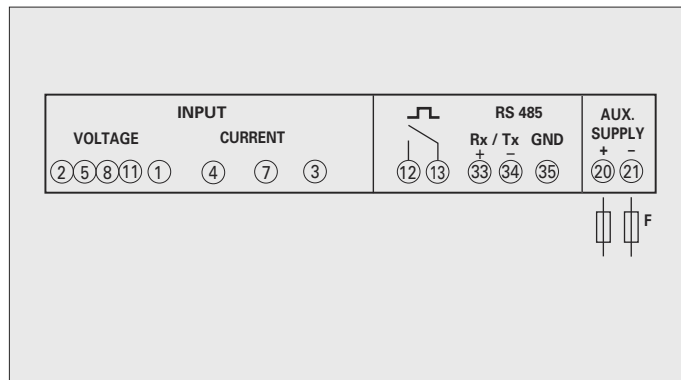 INPUT
VOLTAGE CURRENT
2 5 8 11 1 4 7 3
RS 485
Rx / Tx GND
+ −
12 13 33 34 35
AUX.
SUPPLY
+ −
20 21
F